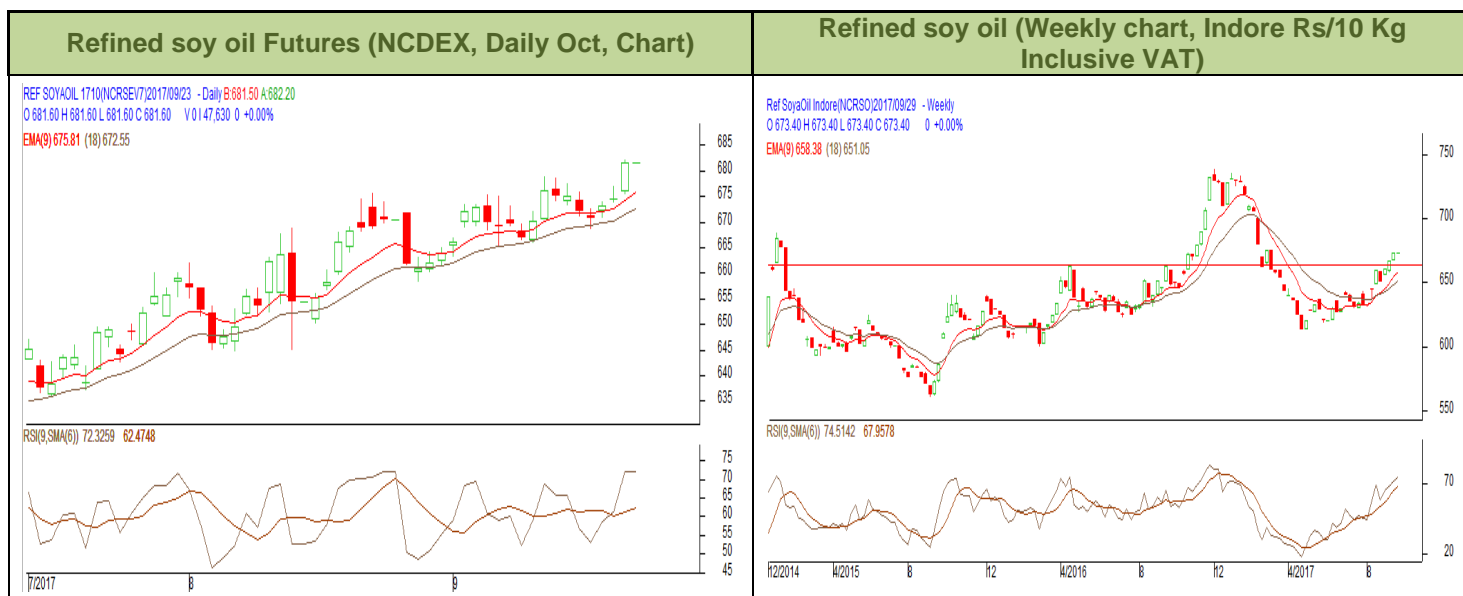 Refined soy oil Futures (NCDEX, Daily Oct, Chart)
REF SOYAOIL 1710(NCRSEV7)2017/09/23 - Daily B:681.50 A:682.20
O 681.60 H 681.60 L 681.60 C 681.60 V 0 I 47,630 0 +0.00%
EMA(9) 675.81 (18) 672.55
685
680
675
670
665
660
655
650
645
640
635
RSI(9,SMA(6)) 72.3259 62.4748
75
70
65
60
55
50
45
7/2017 8 9
Refined soy oil (Weekly chart, Indore Rs/10 Kg
Inclusive VAT)
Ref SoyaOil Indore(NCRSO)2017/09/29 - Weekly
O 673.40 H 673.40 L 673.40 C 673.40 0 +0.00%
EMA(9) 658.38 (18) 651.05
750
700
650
600
550
RSI(9,SMA(6)) 74.5142 67.9578
70
20
12/2014 4/2015 8 12 4/2016 8 12 4/2017 8